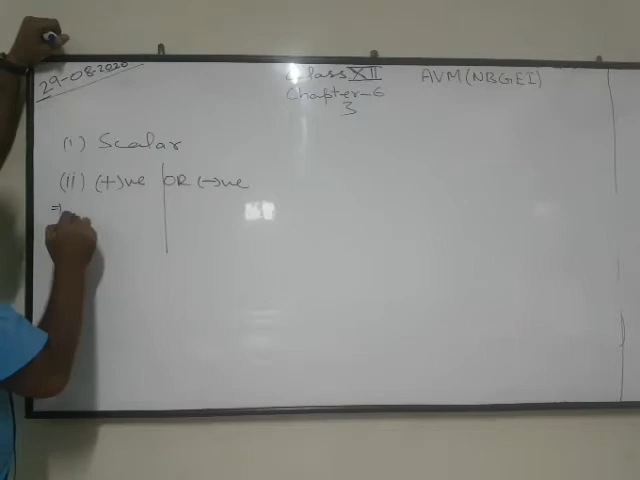 29-08-2020
Class XII AVM(NBGEI)
Chapter-6
3
(i) Scalar
(ii) (+)ve OR (-)ve
⇒